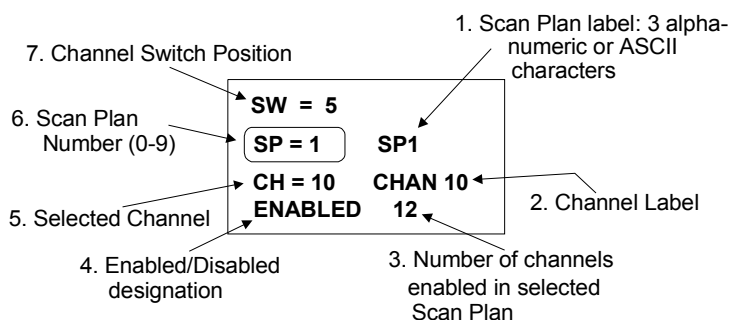 1. Scan Plan label: 3 alpha-
numeric or ASCII
characters
7. Channel Switch Position
6. Scan Plan
Number (0-9)
SW = 5
SP = 1 SP1
CH = 10 CHAN 10
ENABLED 12
5. Selected Channel
2. Channel Label
4. Enabled/Disabled
designation
3. Number of channels
enabled in selected
Scan Plan